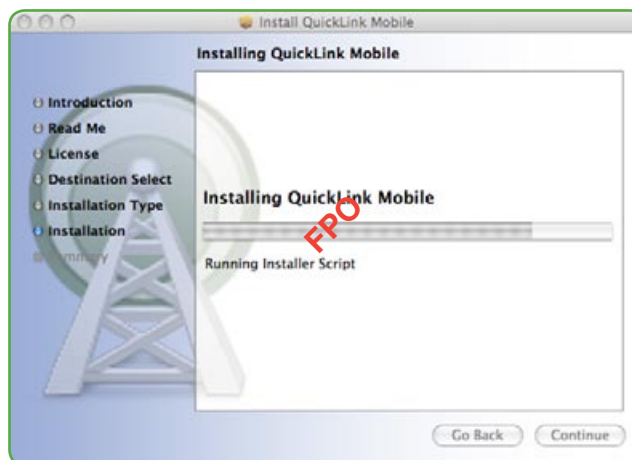 Install QuickLink Mobile
Installing QuickLink Mobile
Introduction
Read Me
License
Destination Select
Installation Type
Installation
Summary
Installing QuickLink Mobile
FPO
Running Installer Script
Go Back
Continue